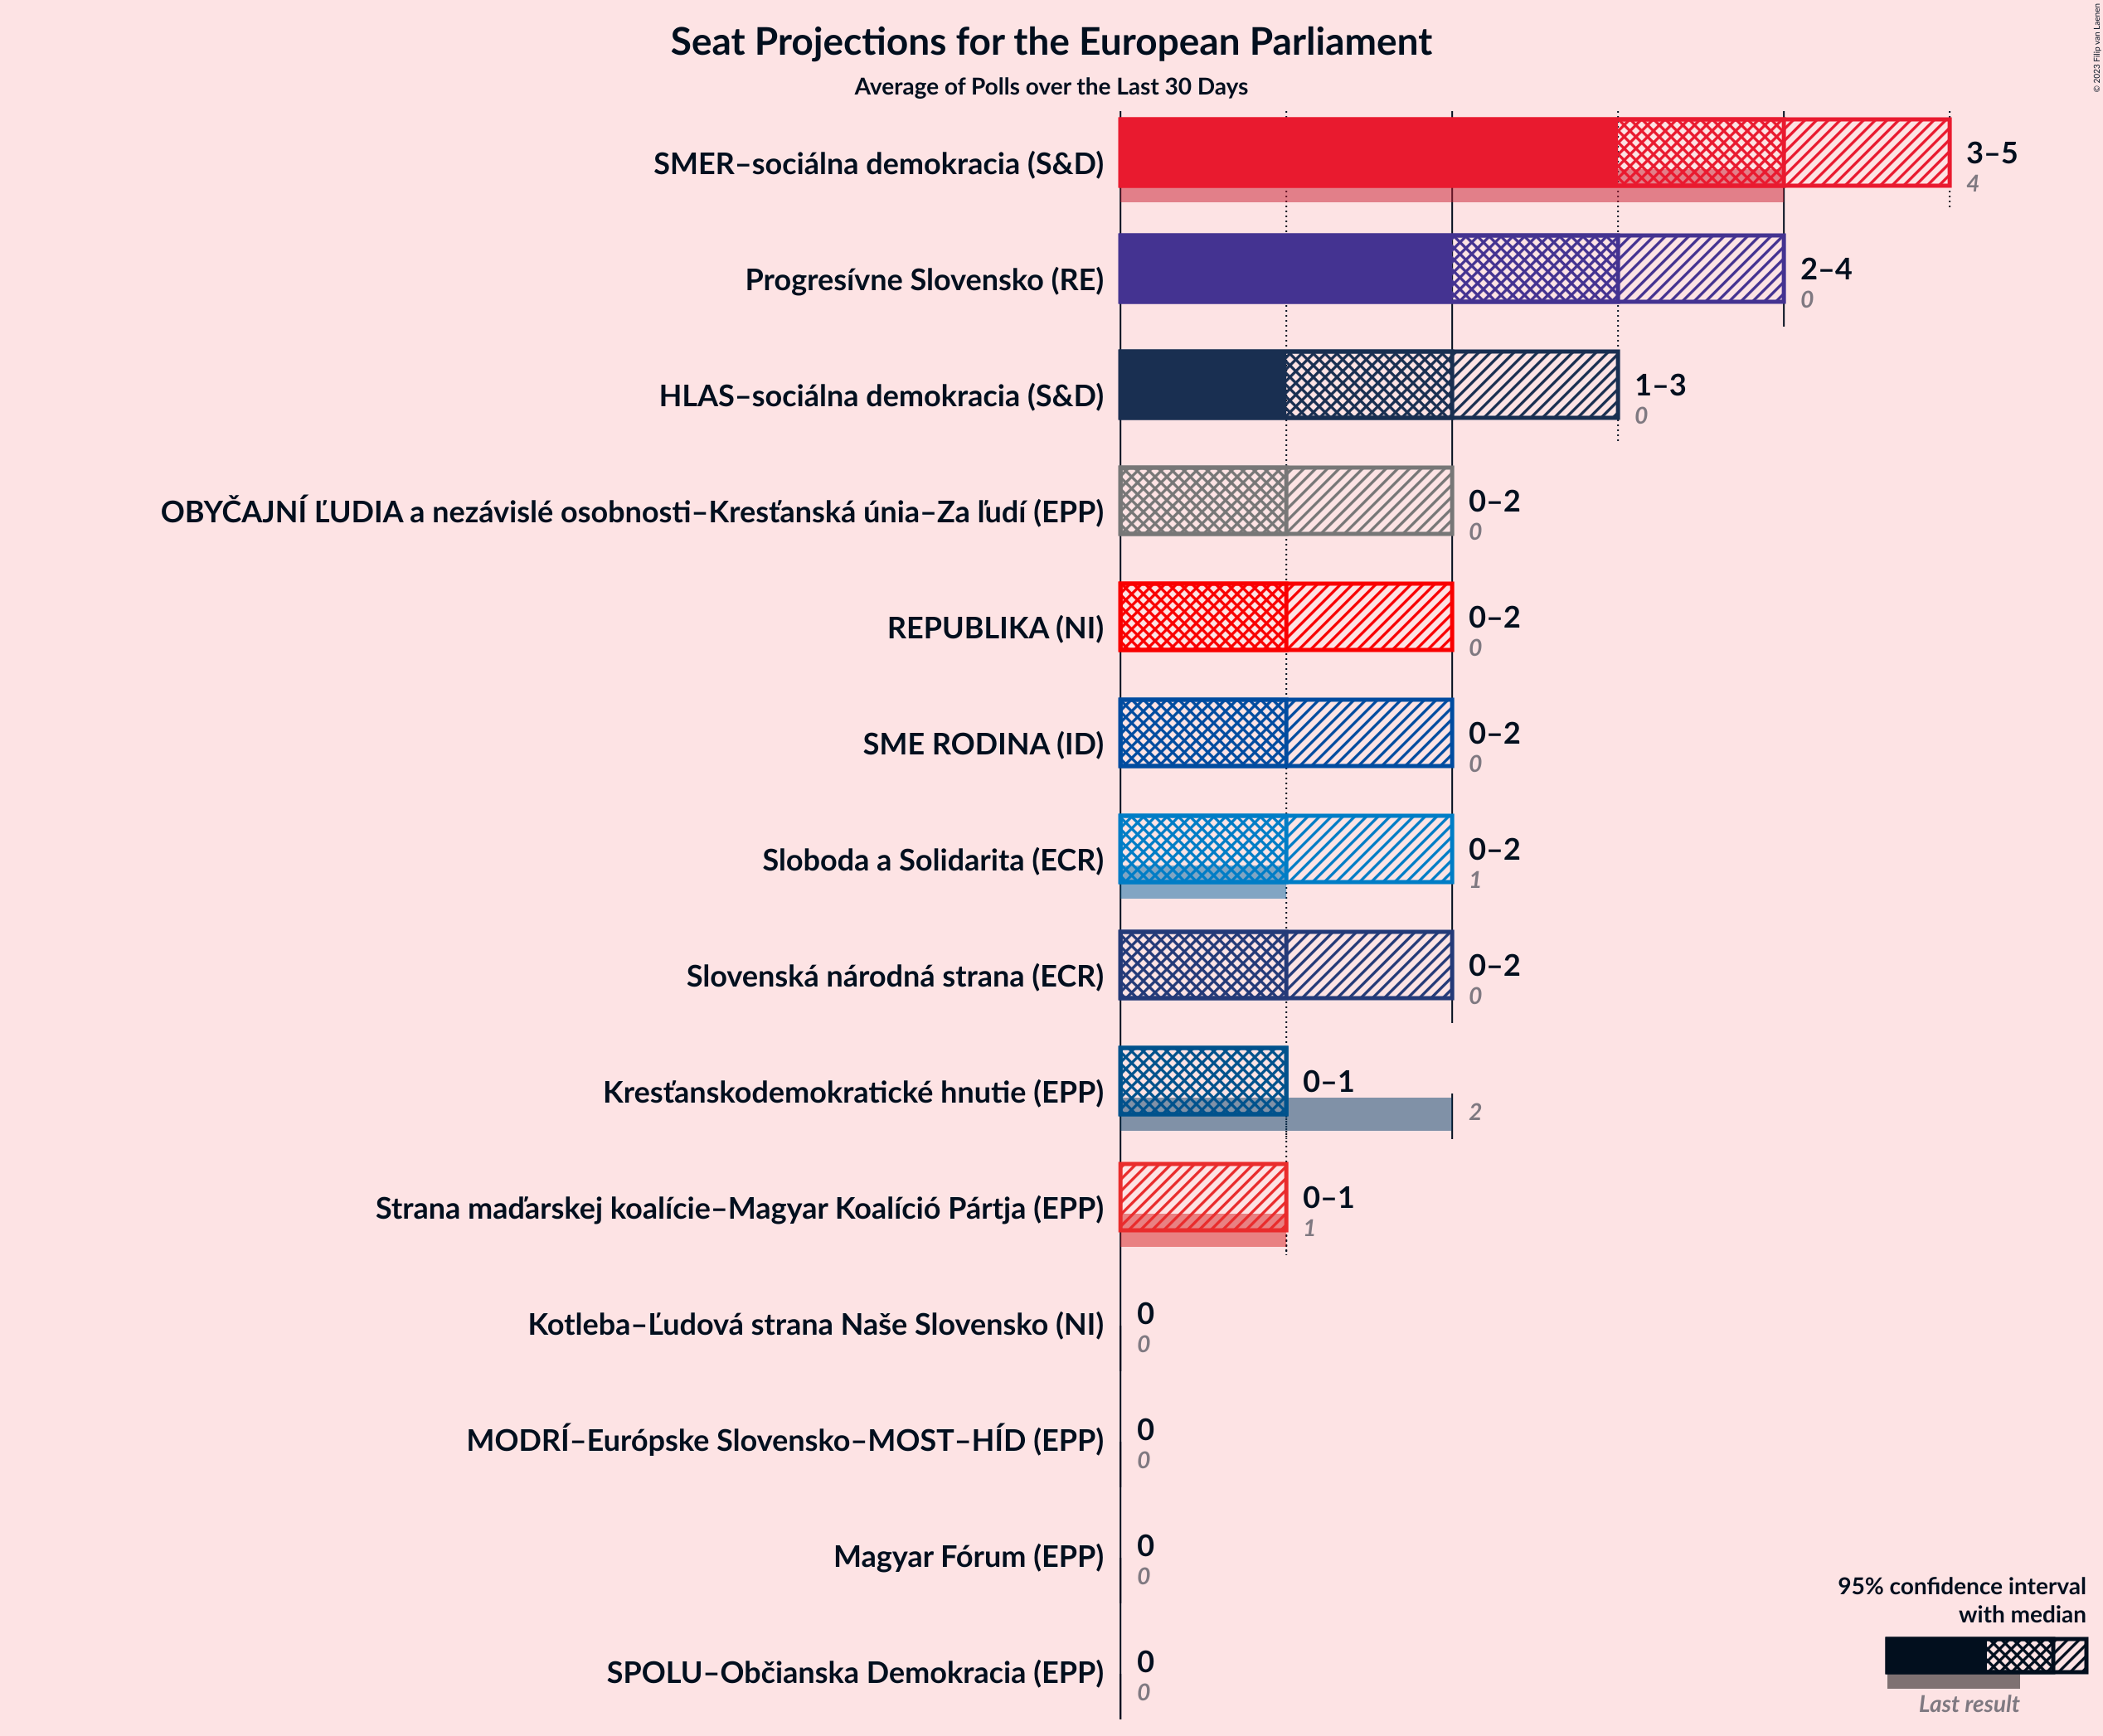 Seat Projections for the European Parliament
Average of Polls over the Last 30 Days
© 2023 Filip van Laenen
SMER–sociálna demokracia (S&D)
3–5
4
Progresívne Slovensko (RE)
2–4
0
HLAS–sociálna demokracia (S&D)
1–3
0
OBYČAJNÍ ĽUDIA a nezávislé osobnosti–Kresťanská únia–Za ľudí (EPP)
0–2
0
REPUBLIKA (NI)
0–2
0
SME RODINA (ID)
0–2
0
Sloboda a Solidarita (ECR)
0–2
1
Slovenská národná strana (ECR)
0–2
0
Kresťanskodemokratické hnutie (EPP)
0–1
2
Strana maďarskej koalície–Magyar Koalíció Pártja (EPP)
0–1
1
Kotleba–Ľudová strana Naše Slovensko (NI)
0
0
MODRÍ–Európske Slovensko–MOST–HÍD (EPP)
0
0
Magyar Fórum (EPP)
0
0
SPOLU–Občianska Demokracia (EPP)
0
0
95% confidence interval
with median
Last result